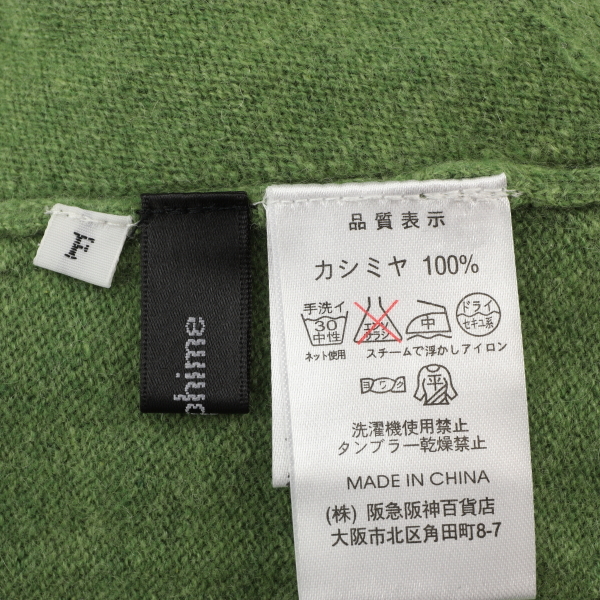 F
品質表示
カシミヤ 100%
手洗イ
30
中性
ネット使用
エンソ
サラシ
中
ドライ
セキユ系
スチームで浮かしアイロン
ヨワク
平
洗濯機使用禁止
タンブラー乾燥禁止
MADE IN CHINA
(株) 阪急阪神百貨店
大阪市北区角田町8-7